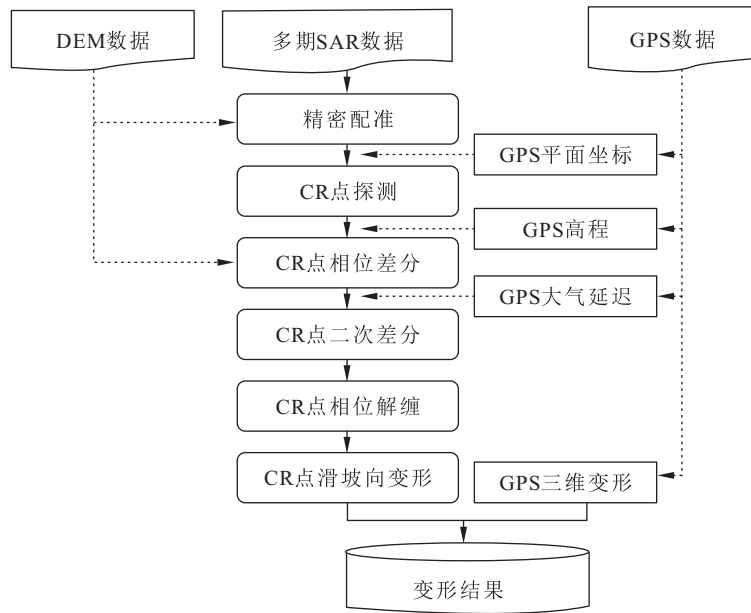 DEM数据
多期SAR数据
GPS数据
精密配准
GPS平面坐标
CR点探测
GPS高程
CR点相位差分
GPS大气延迟
CR点二次差分
CR点相位解缠
CR点滑坡向变形
GPS三维变形
变形结果